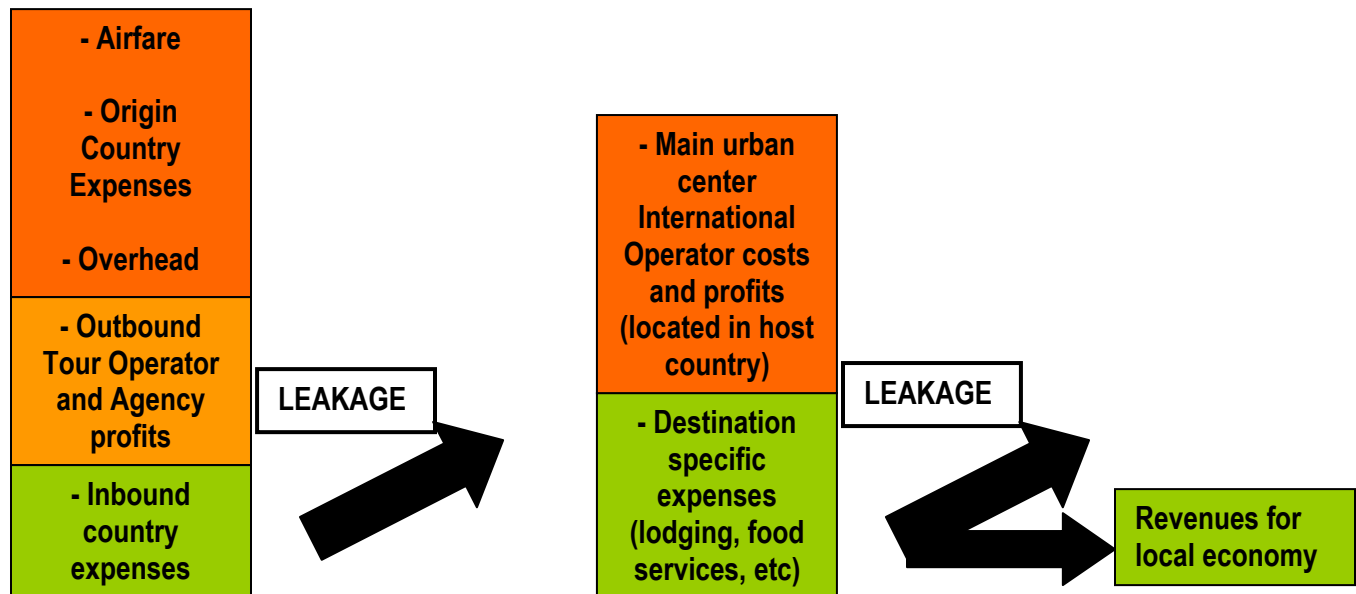 - Airfare
- Origin
Country
Expenses
- Overhead
- Outbound
Tour Operator
and Agency
profits
- Inbound
country
expenses
LEAKAGE
- Main urban
center
International
Operator costs
and profits
(located in host
country)
- Destination
specific
expenses
(lodging, food
services, etc)
LEAKAGE
Revenues for
local economy